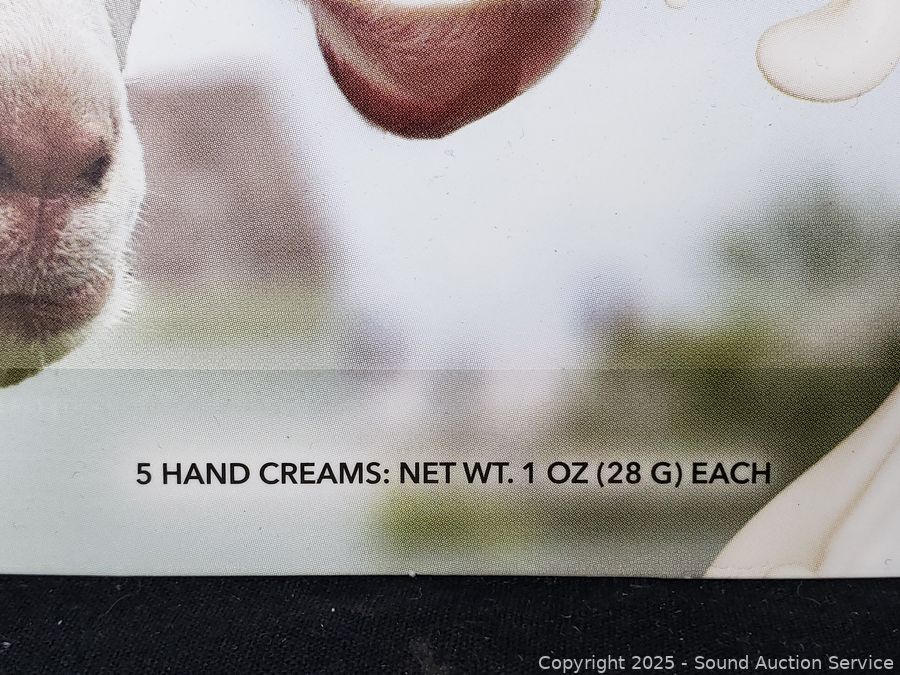 5 HAND CREAMS: NET WT. 1 OZ (28 G) EACH
Copyright 2025 - Sound Auction Service